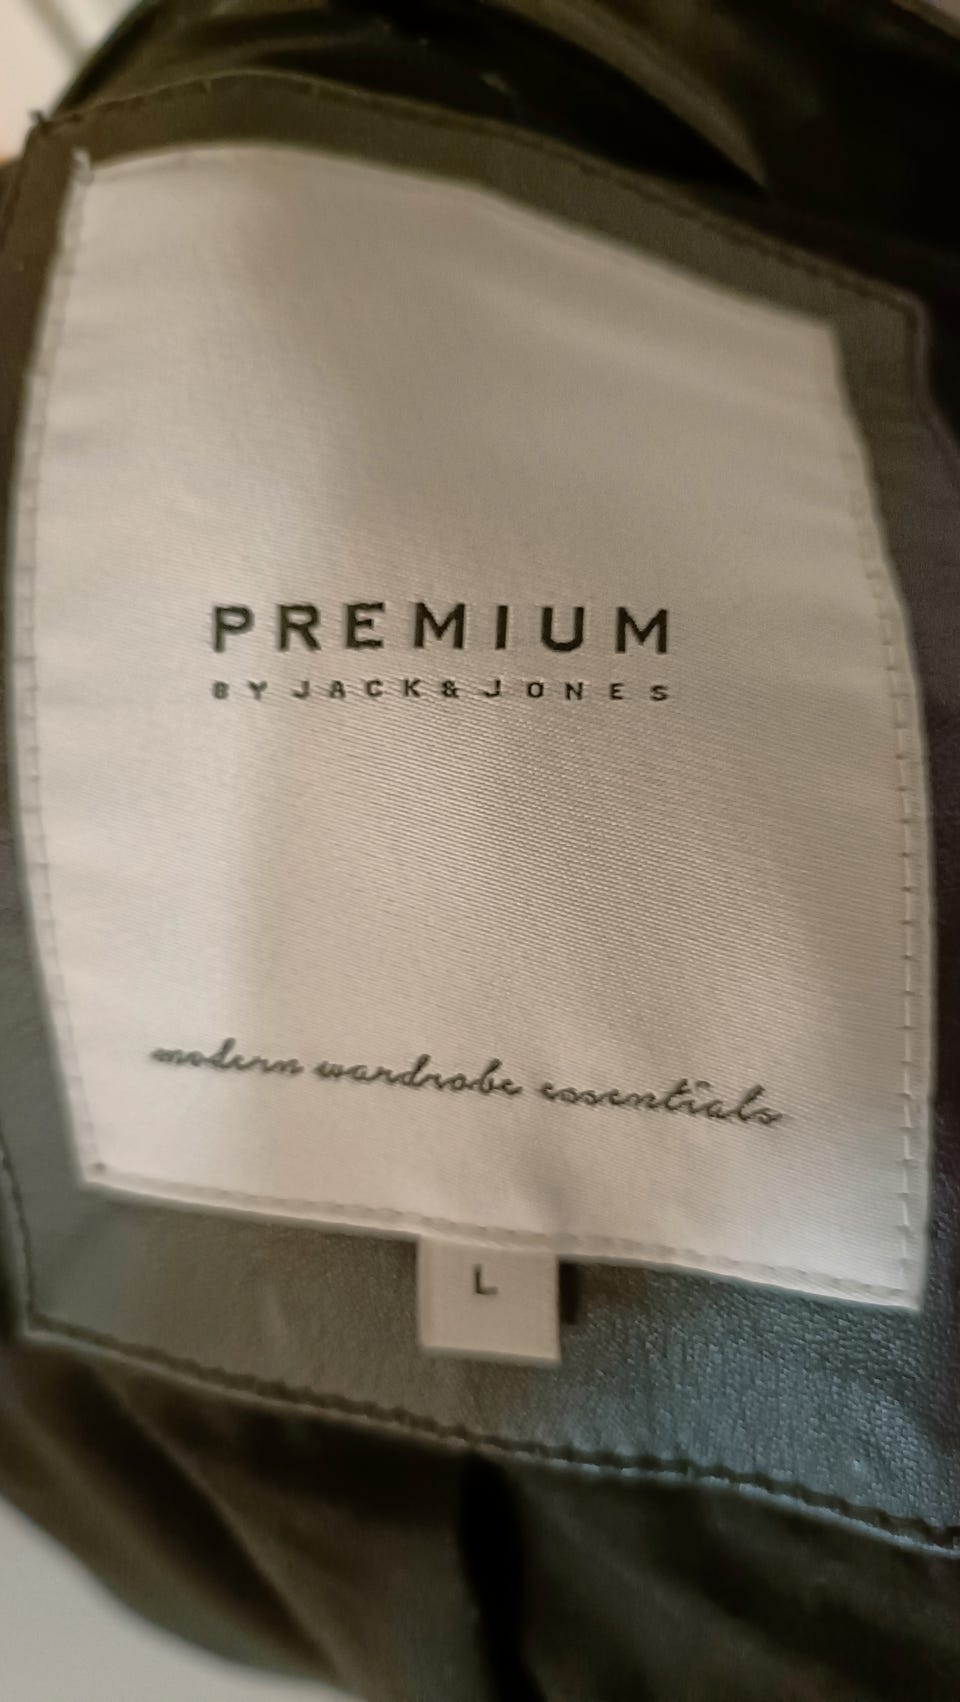 PREMIUM
BY JACK & JONES
modern wardrobe essentials
L